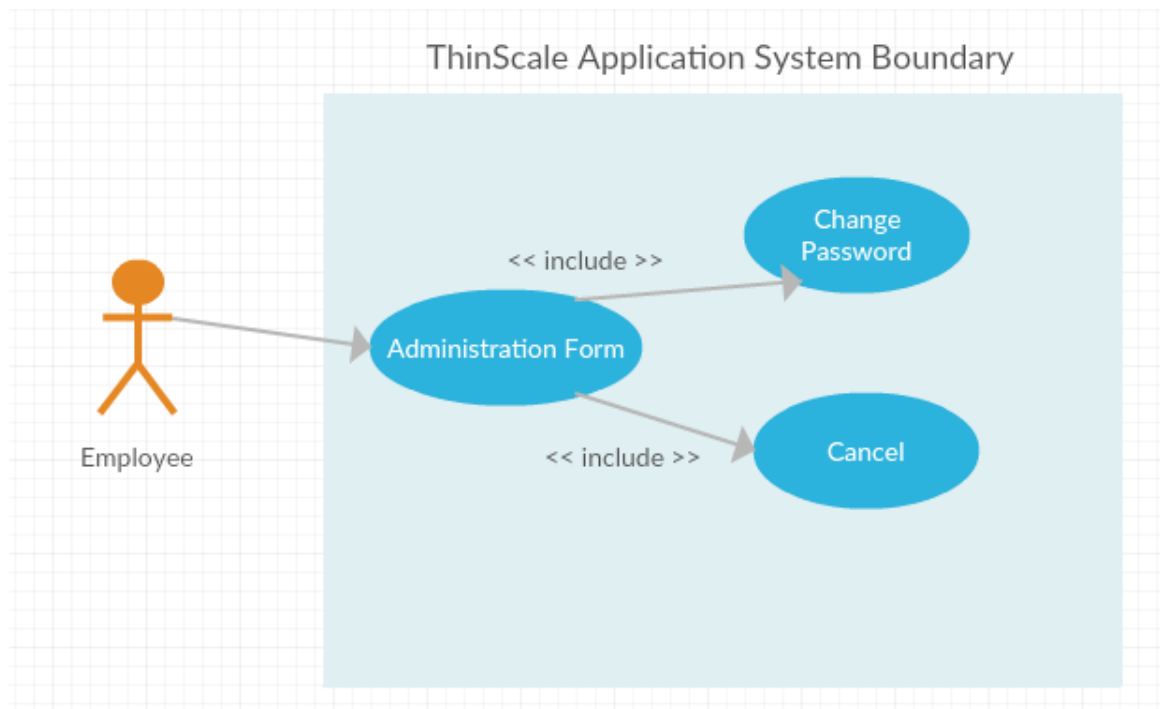 ThinScale Application System Boundary
Change
Password
<< include >>
Administration Form
Cancel
<< include >>
Employee